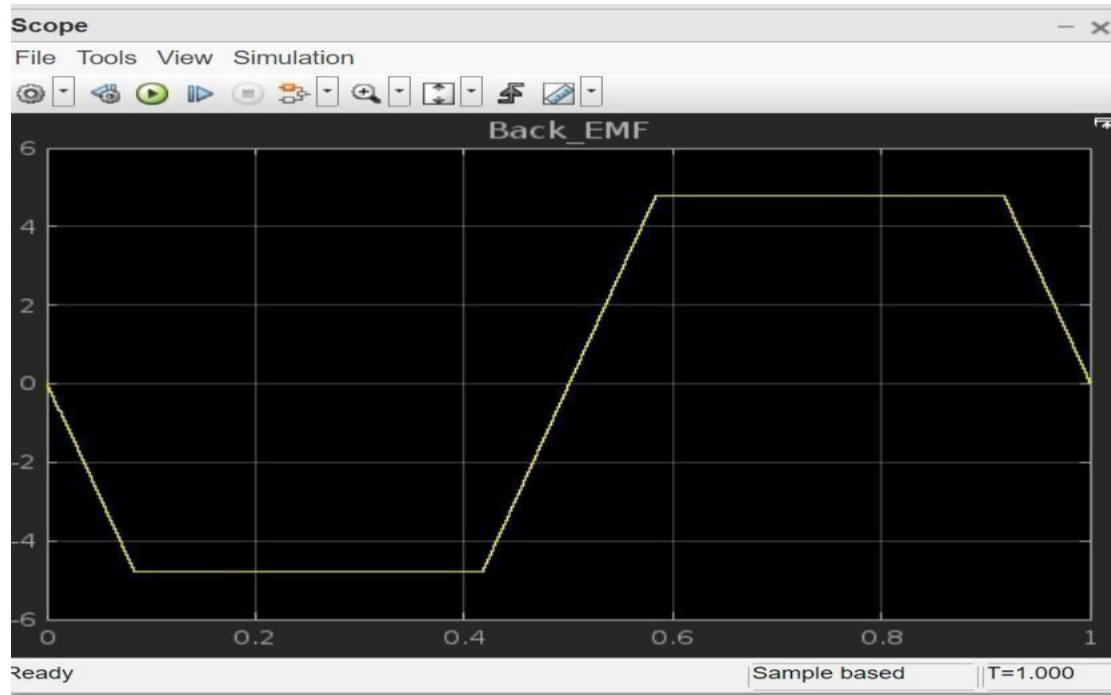 Scope
File Tools View Simulation
Back_EMF
6
4
2
0
-2
-4
-6
0 0.2 0.4 0.6 0.8 1
Ready Sample based T=1.000